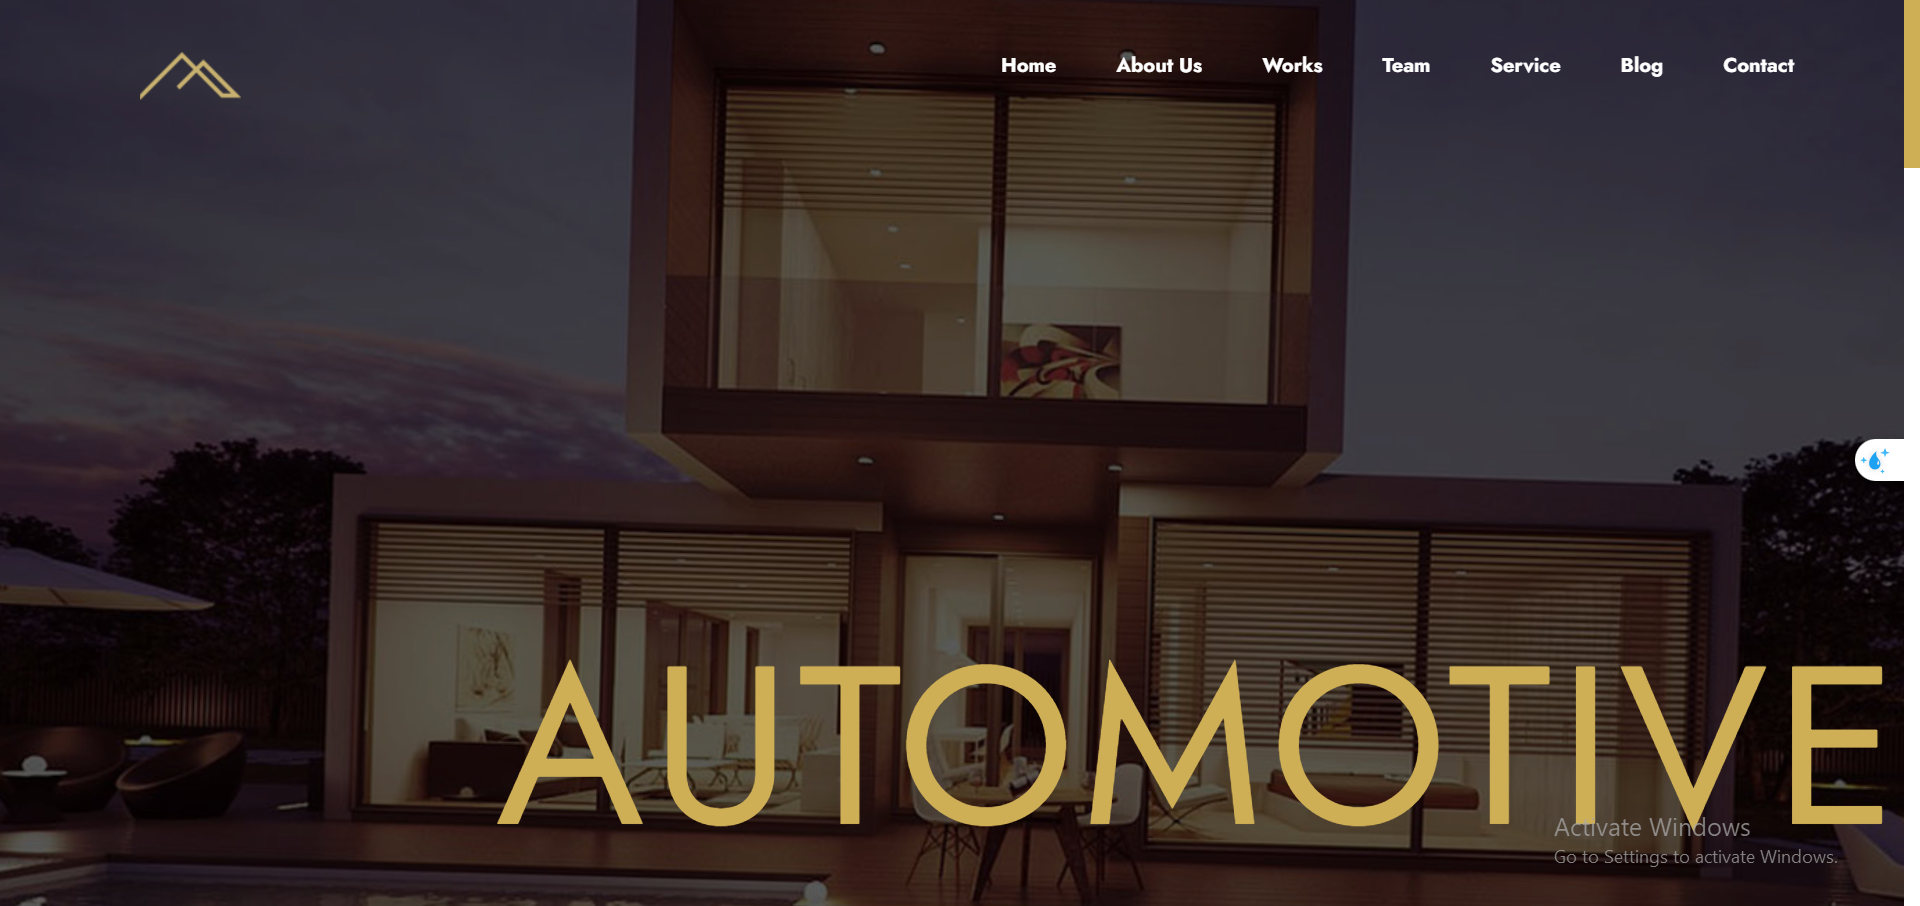 Home About Us Works Team Service Blog Contact
AUTOMOTIVE
Activate Windows
Go to Settings to activate Windows.